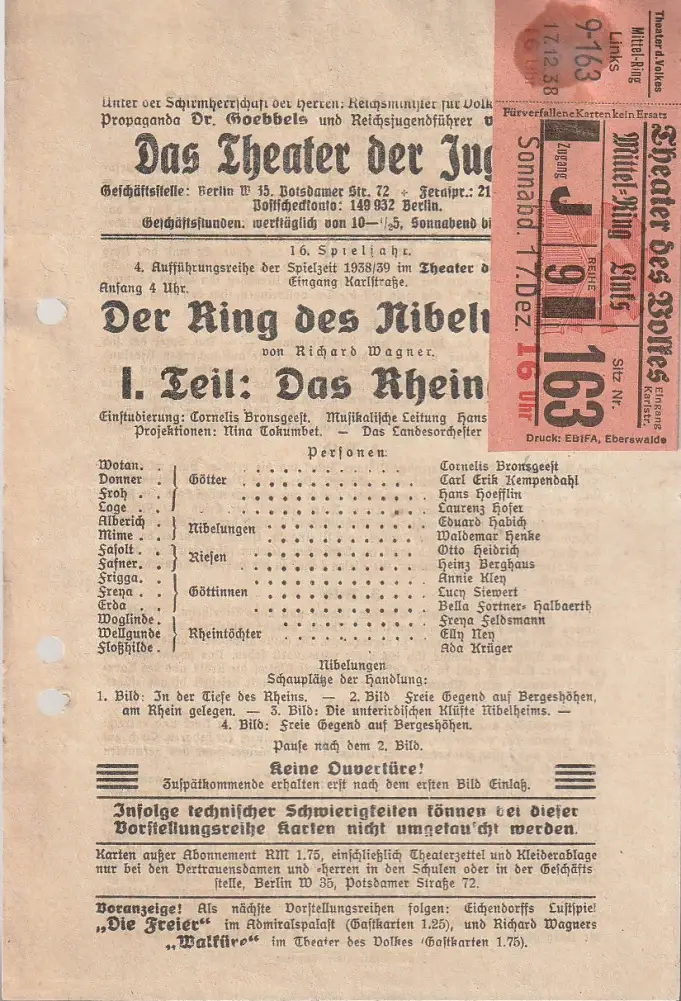 Unter der Schirmherrschaft der Herren: Reichsminister für Volk
Propaganda Dr. Goebbels und Reichsjugendführer v
Das Theater der Jug
Geschäftsstelle: Berlin W 35. Potsdamer Str. 72 ÷ Fernspr.: 21
Postscheckkonto: 149 932 Berlin.
Geschäftsstunden. werktäglich von 10—1/25, Sonnabend bi
16. Spieljahr.
4. Aufführungsreihe der Spielzeit 1938/39 im Theater d
Anfang 4 Uhr. Eingang Karlstraße.
Der Ring des Nibelu
von Richard Wagner.
I. Teil: Das Rhein
Einstudierung: Cornelis Bronsgeest. Musikalische Leitung Hans
Projektionen: Nina Tokumbet. — Das Landesorchester
Personen:
Wotan. . Cornelis Bronsgeest
Donner . Götter Carl Erik Kempendahl
Froh . . Hans Hoefflin
Loge . . Laurenz Hofer
Alberich . Nibelungen Eduard Habich
Mime . . Waldemar Henke
Fasolt . . Riesen Otto Heidrich
Fafner. . Heinz Berghaus
Frigga. . Annie Kley
Freya . . Göttinnen Lucy Siewert
Erda . . Bella Fortner-Halbaerth
Woglinde. Freya Feldsmann
Wellgunde Rheintöchter Elly Ney
Floßhilde. Ada Krüger
Nibelungen
Schauplätze der Handlung:
1. Bild: In der Tiefe des Rheins. — 2. Bild Freie Gegend auf Bergeshöhen,
am Rhein gelegen. — 3. Bild: Die unterirdischen Klüfte Nibelheims. —
4. Bild: Freie Gegend auf Bergeshöhen.
Pause nach dem 2. Bild.
Keine Ouvertüre!
Zuspätkommende erhalten erst nach dem ersten Bild Einlaß.
Infolge technischer Schwierigkeiten können bei dieser
Vorstellungsreihe Karten nicht umgetauscht werden.
Karten außer Abonnement RM 1.75, einschließlich Theaterzettel und Kleiderablage
nur bei den Vertrauensdamen und -herren in den Schulen oder in der Geschäfts
stelle, Berlin W 35, Potsdamer Straße 72.
Voranzeige! Als nächste Vorstellungsreihen folgen: Eichendorffs Lustspiel
„Die Freier“ im Admiralspalast (Gastkarten 1.25), und Richard Wagners
„Walküre“ im Theater des Volkes (Gastkarten 1.75).
Theater d. Volkes
Mittel-Ring
Links
9-163
17.12.38
16 Uhr
Für verfallene Karten kein Ersatz
Theater des Volkes
Eingang Karlstr.
Mittel-Ring Links
Zugang J
REIHE 9
Sitz Nr. 163
Sonnabd. 17. Dez. 16 Uhr
Druck: EBIFA, Eberswalde